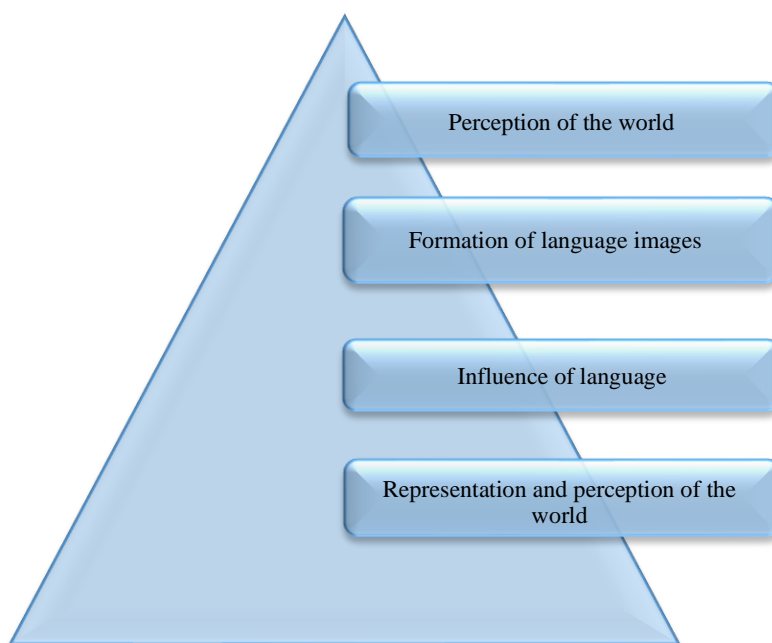 Perception of the world
Formation of language images
Influence of language
Representation and perception of the
world